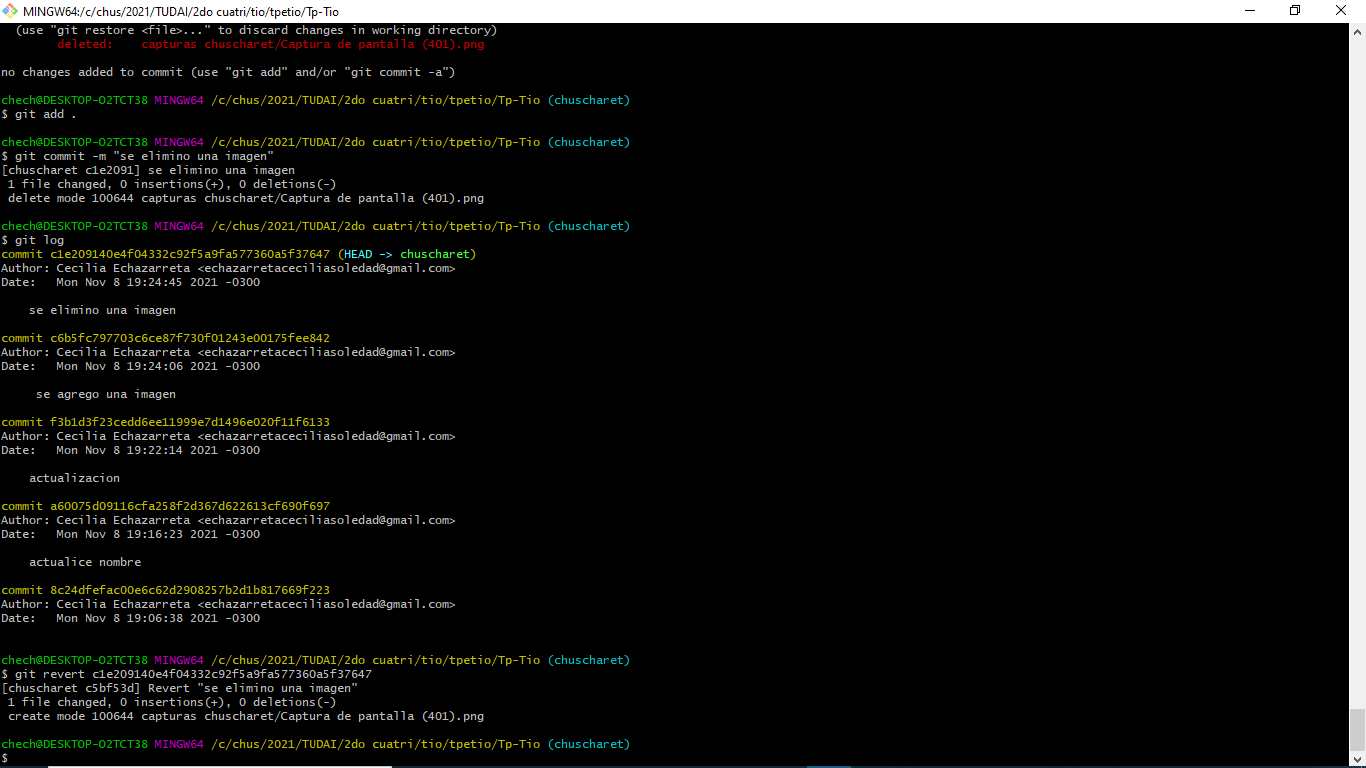 MINGW64:/c/chus/2021/TUDAI/2do cuatri/tio/tpetio/Tp-Tio
(use "git restore <file>..." to discard changes in working directory)
deleted:    capturas chuscharet/Captura de pantalla (401).png
no changes added to commit (use "git add" and/or "git commit -a")
chech@DESKTOP-O2TCT38 MINGW64 /c/chus/2021/TUDAI/2do cuatri/tio/tpetio/Tp-Tio (chuscharet)
$ git add .
chech@DESKTOP-O2TCT38 MINGW64 /c/chus/2021/TUDAI/2do cuatri/tio/tpetio/Tp-Tio (chuscharet)
$ git commit -m "se elimino una imagen"
[chuscharet c1e2091] se elimino una imagen
1 file changed, 0 insertions(+), 0 deletions(-)
delete mode 100644 capturas chuscharet/Captura de pantalla (401).png
chech@DESKTOP-O2TCT38 MINGW64 /c/chus/2021/TUDAI/2do cuatri/tio/tpetio/Tp-Tio (chuscharet)
$ git log
commit c1e209140e4f04332c92f5a9fa577360a5f37647 (HEAD -> chuscharet)
Author: Cecilia Echazarreta <echazarretaceciliasoledad@gmail.com>
Date:   Mon Nov 8 19:24:45 2021 -0300
se elimino una imagen
commit c6b5fc797703c6ce87f730f01243e00175fee842
Author: Cecilia Echazarreta <echazarretaceciliasoledad@gmail.com>
Date:   Mon Nov 8 19:24:06 2021 -0300
se agrego una imagen
commit f3b1d3f23cedd6ee11999e7d1496e020f11f6133
Author: Cecilia Echazarreta <echazarretaceciliasoledad@gmail.com>
Date:   Mon Nov 8 19:22:14 2021 -0300
actualizacion
commit a60075d09116cfa258f2d367d622613cf690f697
Author: Cecilia Echazarreta <echazarretaceciliasoledad@gmail.com>
Date:   Mon Nov 8 19:16:23 2021 -0300
actualice nombre
commit 8c24dfefac00e6c62d2908257b2d1b817669f223
Author: Cecilia Echazarreta <echazarretaceciliasoledad@gmail.com>
Date:   Mon Nov 8 19:06:38 2021 -0300
chech@DESKTOP-O2TCT38 MINGW64 /c/chus/2021/TUDAI/2do cuatri/tio/tpetio/Tp-Tio (chuscharet)
$ git revert c1e209140e4f04332c92f5a9fa577360a5f37647
[chuscharet c5bf53d] Revert "se elimino una imagen"
1 file changed, 0 insertions(+), 0 deletions(-)
create mode 100644 capturas chuscharet/Captura de pantalla (401).png
chech@DESKTOP-O2TCT38 MINGW64 /c/chus/2021/TUDAI/2do cuatri/tio/tpetio/Tp-Tio (chuscharet)
$